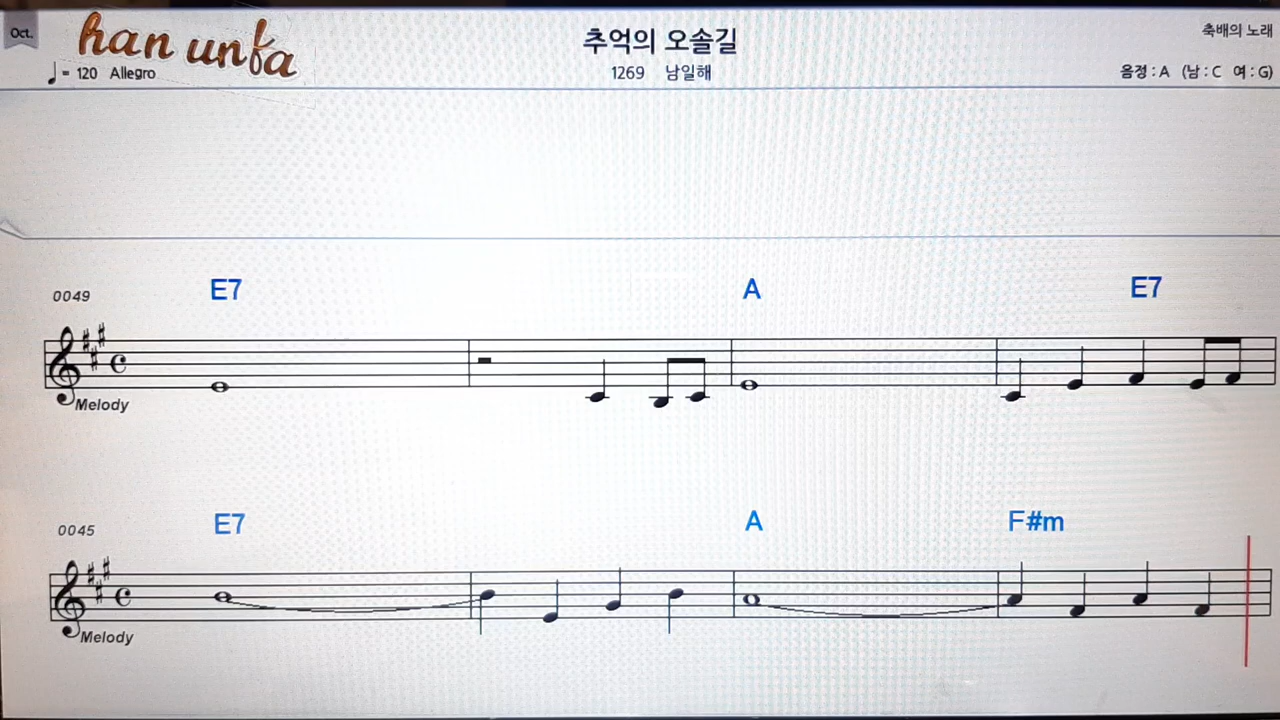 Oct.
han unfa
추억의 오솔길
축배의 노래
♩= 120 Allegro
1269 남일해
음정 : A (남 : C 여 : G)
0049
E7 A E7
Melody
0045
E7 A F#m
Melody